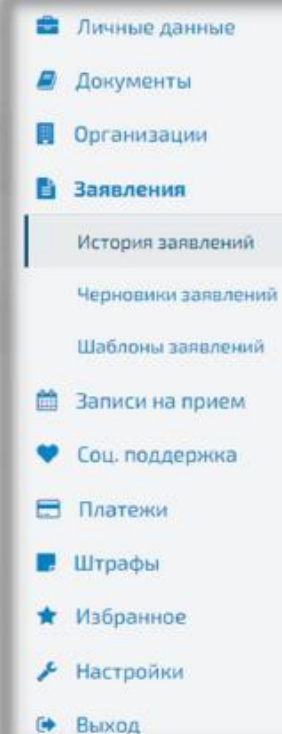 Личные данные
Документы
Организации
Заявления
История заявлений
Черновики заявлений
Шаблоны заявлений
Записи на прием
Соц. поддержка
Платежи
Штрафы
Избранное
Настройки
Выход